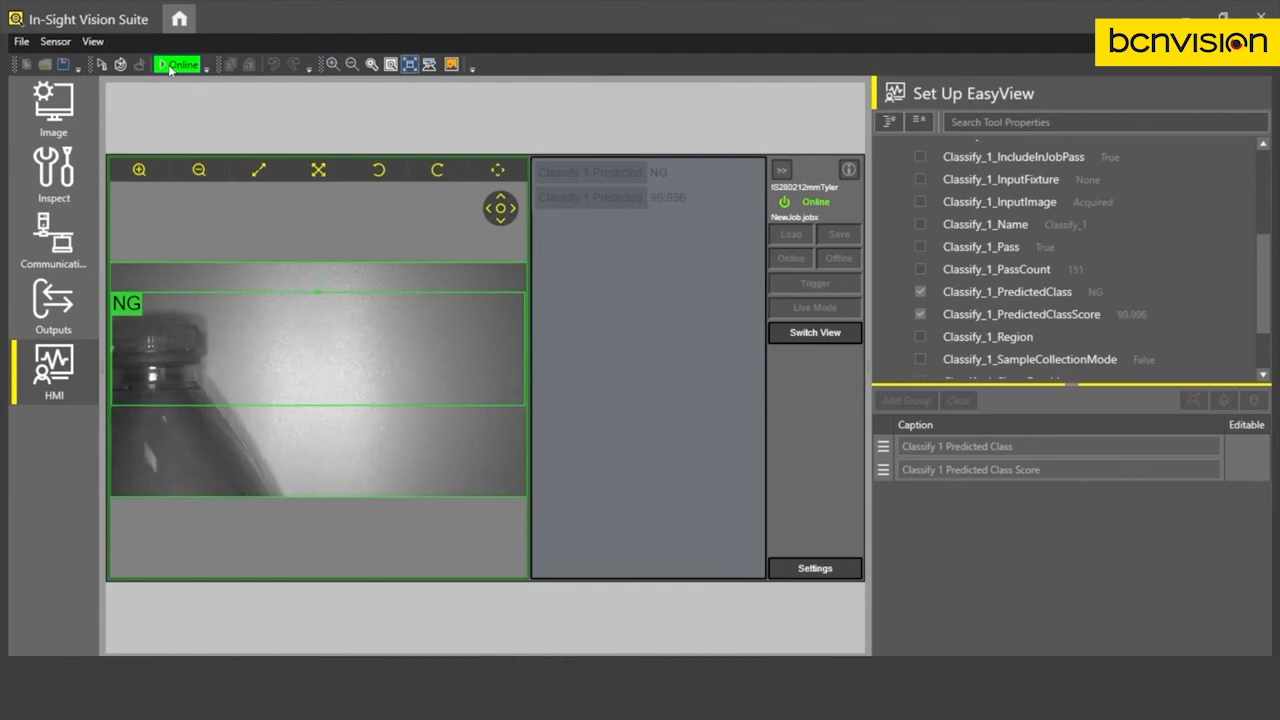 In-Sight Vision Suite
bcnvision
File Sensor View
Online
Image
Inspect
Communicati...
Outputs
HMI
NG
Classify 1 Predicted NG
Classify 1 Predicted 99.996
>>
IS280212mmTyler
Online
NewJob.jobx
Load Save
Online Offline
Trigger
Live Mode
Switch View
Settings
Set Up EasyView
Search Tool Properties
Classify_1_IncludeInJobPass True
Classify_1_InputFixture None
Classify_1_InputImage Acquired
Classify_1_Name Classify_1
Classify_1_Pass True
Classify_1_PassCount 151
Classify_1_PredictedClass NG
Classify_1_PredictedClassScore 99.996
Classify_1_Region
Classify_1_SampleCollectionMode False
Add Group Clear
Caption Editable
Classify 1 Predicted Class
Classify 1 Predicted Class Score